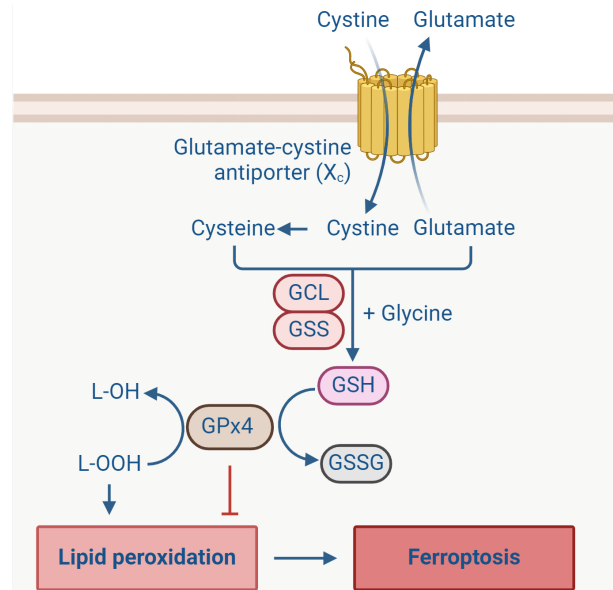 Cystine Glutamate
Glutamate-cystine
antiporter (Xc)
Cysteine Cystine Glutamate
GCL
+ Glycine
GSS
GSH
L-OH
GPx4
L-OOH
GSSG
Lipid peroxidation
Ferroptosis